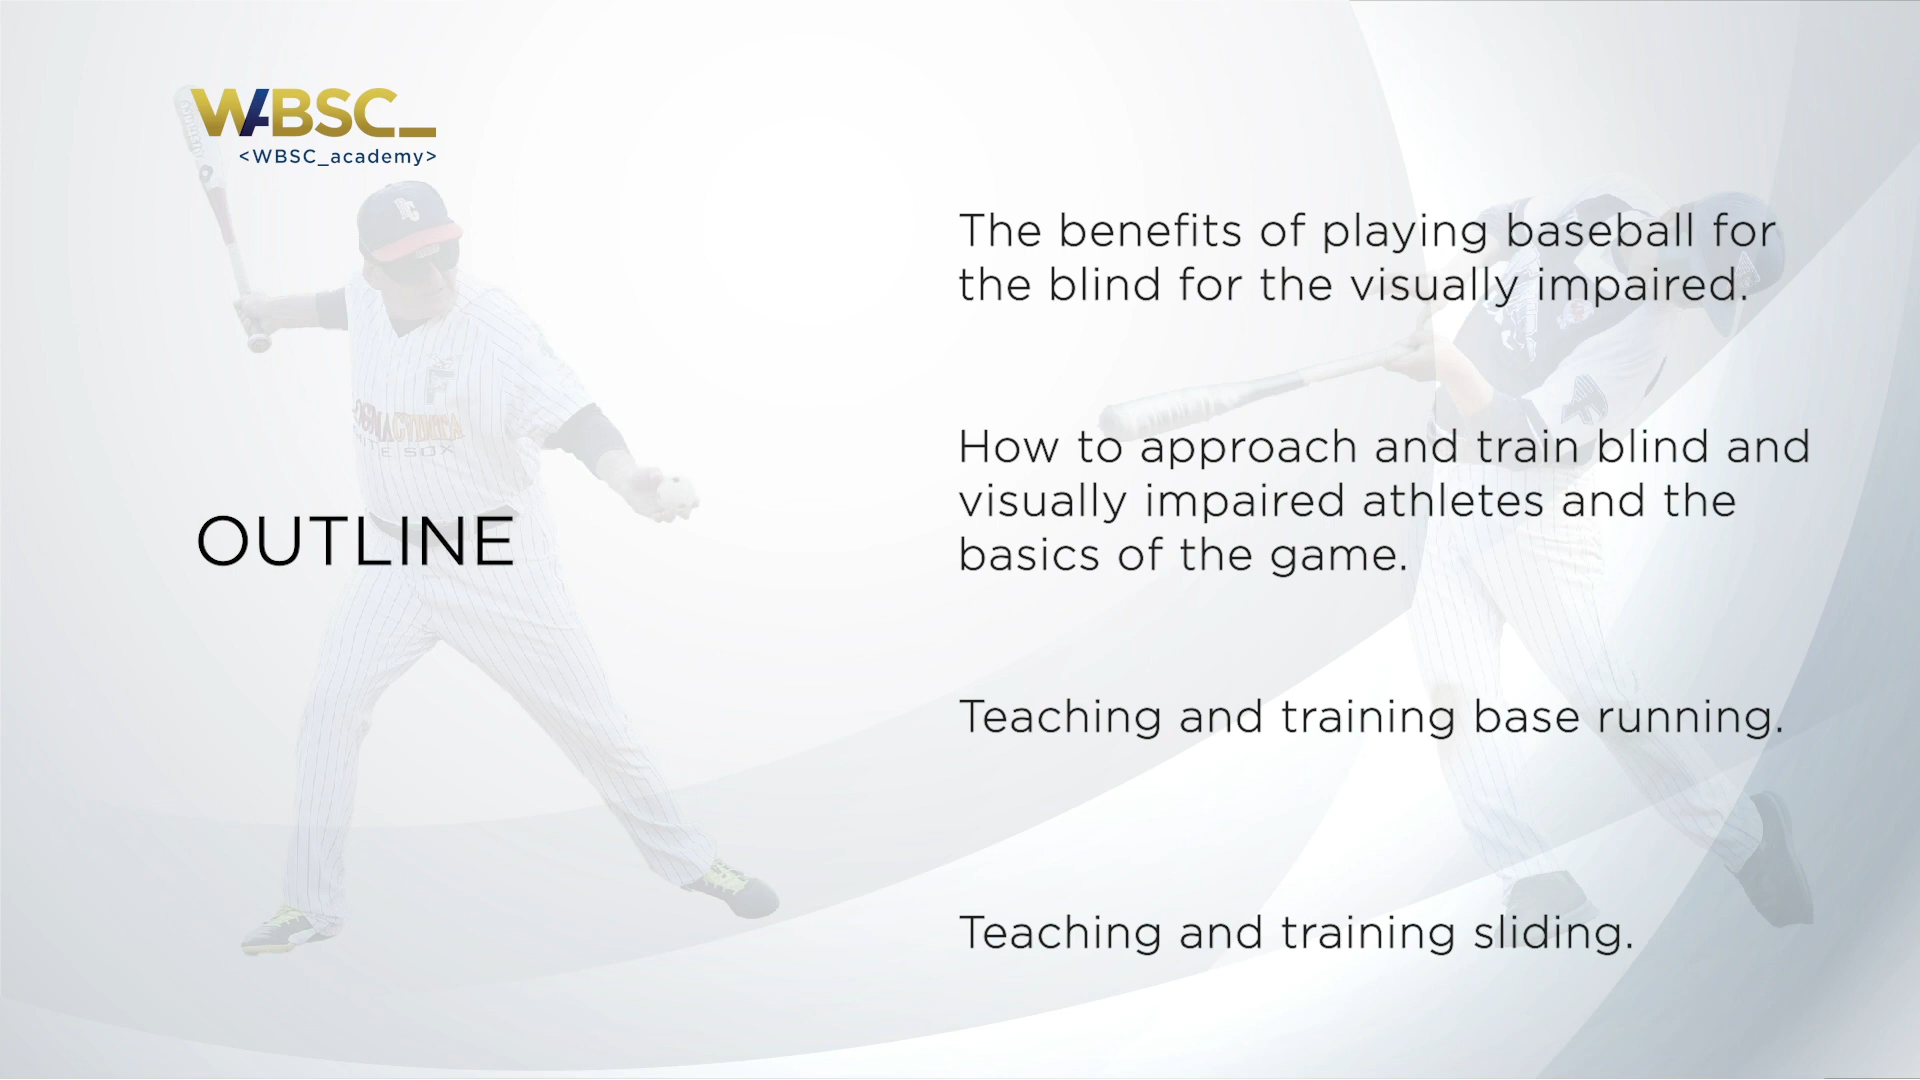 WABSC_
<WBSC_academy>
OUTLINE
The benefits of playing baseball for
the blind for the visually impaired.
How to approach and train blind and
visually impaired athletes and the
basics of the game.
Teaching and training base running.
Teaching and training sliding.